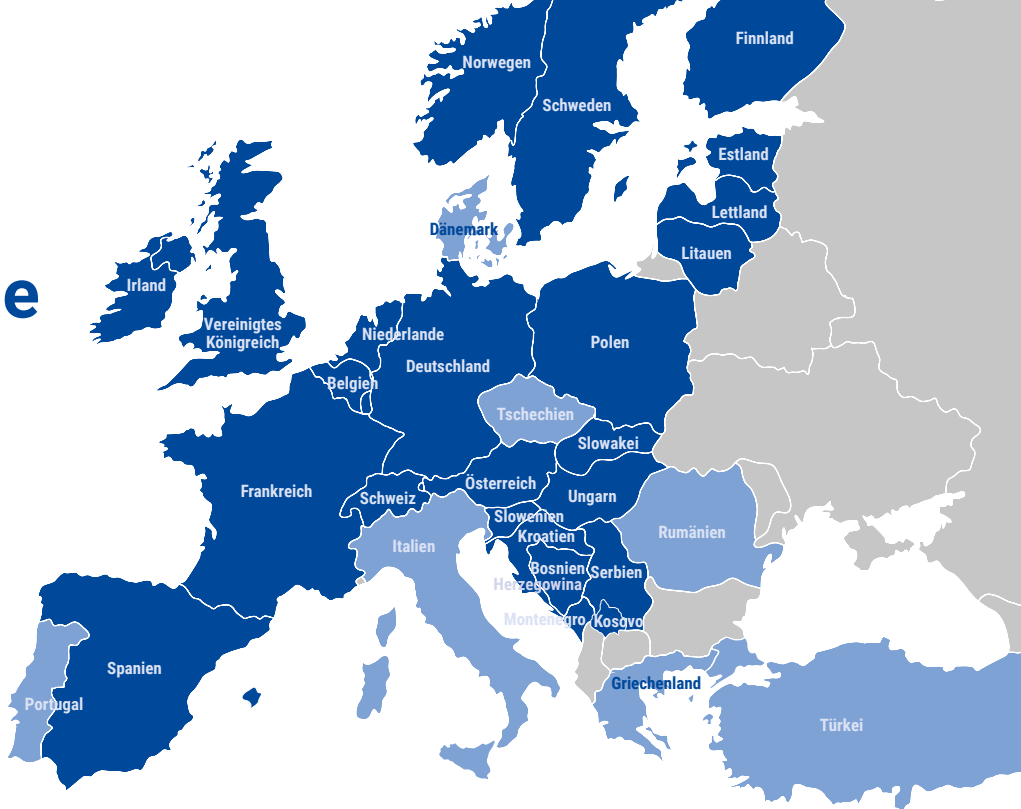 Finnland
Norwegen
Schweden
Estland
Lettland
Dänemark
Litauen
Irland
e
Vereinigtes
Königreich
Niederlande
Polen
Deutschland
Belgien
Tschechien
Slowakei
Österreich
Frankreich
Schweiz
Ungarn
Slowenien
Rumänien
Kroatien
Italien
Bosnien
Herzegowina
Serbien
Montenegro
Kosovo
Spanien
Griechenland
Portugal
Türkei